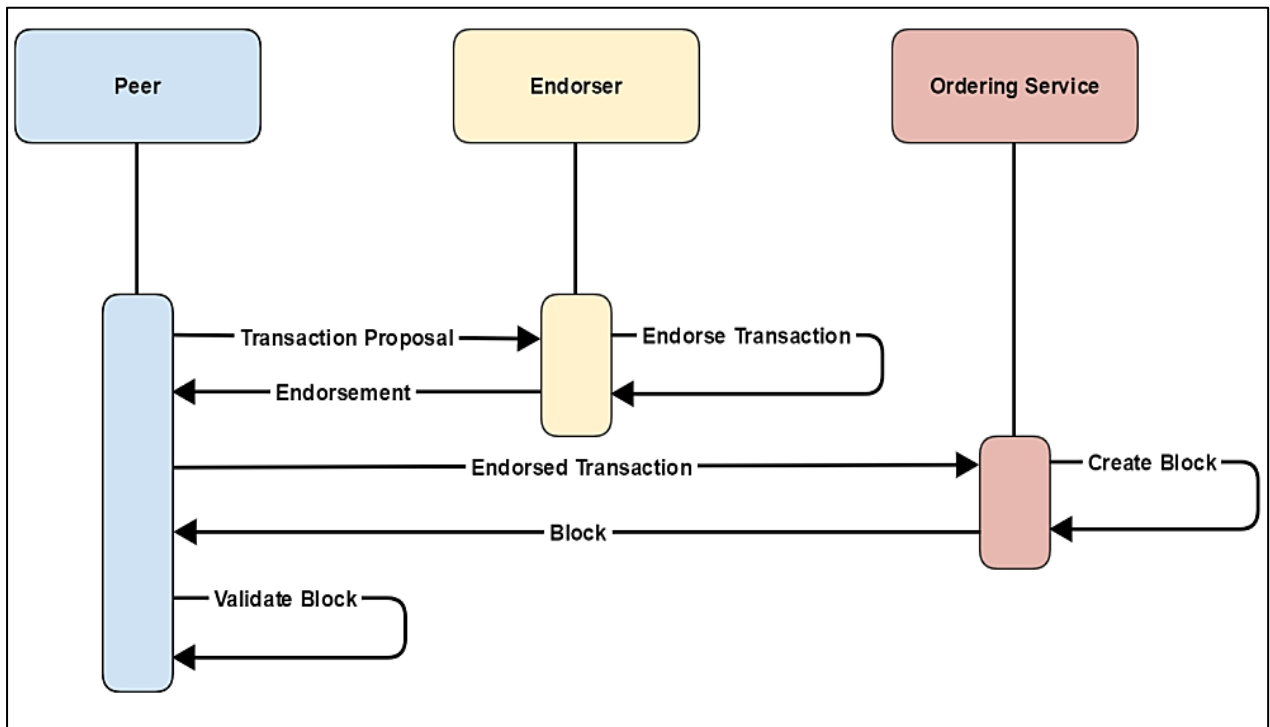 Peer
Endorser
Ordering Service
Transaction Proposal
Endorse Transaction
Endorsement
Endorsed Transaction
Create Block
Block
Validate Block